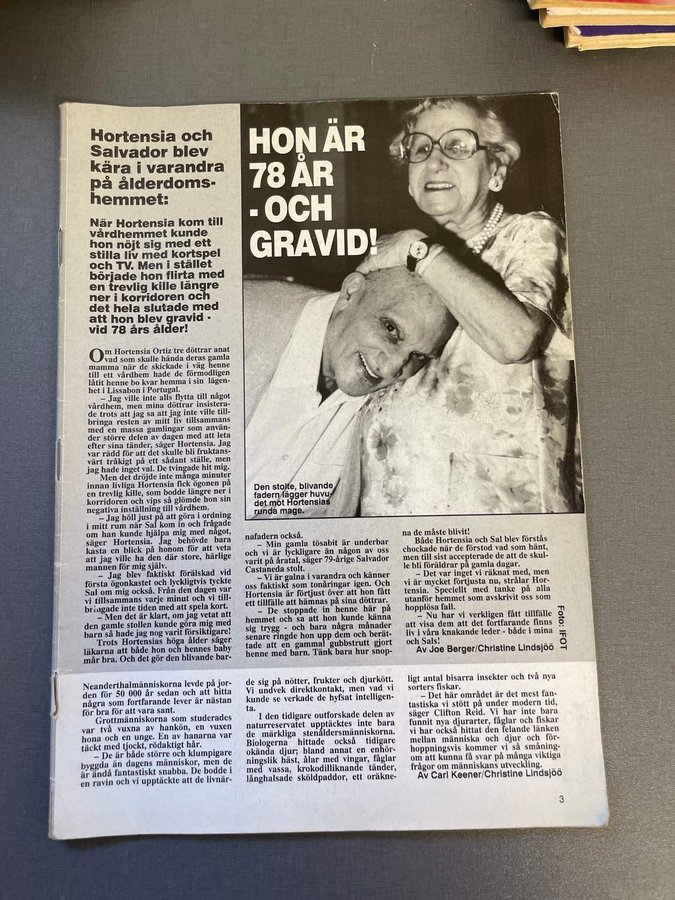 Hortensia och
Salvador blev
kära i varandra
på ålderdoms-
hemmet:
När Hortensia kom till
vårdhemmet kunde
hon nöjt sig med ett
stilla liv med kortspel
och TV. Men i stället
började hon flirta med
en trevlig kille längre
ner i korridoren och
det hela slutade med
att hon blev gravid -
vid 78 års ålder!
HON ÄR
78 ÅR
- OCH
GRAVID!
Om Hortensia Ortiz tre döttrar anat
vad som skulle hända deras gamla
mamma när de skickade i väg henne
till ett vårdhem hade de förmodligen
låtit henne bo kvar hemma i sin lägen-
het i Lissabon i Portugal.
– Jag ville inte alls flytta till något
vårdhem, men mina döttrar insistera-
de trots att jag sa att jag inte ville till-
bringa resten av mitt liv tillsammans
med en massa gamlingar som använ-
der större delen av dagen med att leta
efter sina tänder, säger Hortensia. Jag
var rädd för att det skulle bli fruktans-
värt tråkigt på ett sådant ställe, men
jag hade inget val. De tvingade hit mig.
Men det dröjde inte många minuter
innan livliga Hortensia fick ögonen på
en trevlig kille, som bodde längre ner i
korridoren och vips så glömde hon sin
negativa inställning till vårdhem.
– Jag höll just på att göra i ordning
i mitt rum när Sal kom in och frågade
om han kunde hjälpa mig med något,
säger Hortensia. Jag behövde bara
kasta en blick på honom för att veta
att jag ville ha den där store, härlige
mannen för mig själv.
– Jag blev faktiskt förälskad vid
första ögonkastet och lyckligtvis tyckte
Sal om mig också. Från den dagen var
vi tillsammans varje minut och vi till-
bringade inte tiden med att spela kort.
– Men det är klart, om jag vetat att
den gamle stollen kunde göra mig med
barn så hade jag nog varit försiktigare!
Trots Hortensias höga ålder säger
läkarna att både hon och hennes baby
mår bra. Och det gör den blivande bar-
Den stolte, blivande
fadern lägger huvu-
det mot Hortensias
runda mage.
nafadern också.
– Min gamla tösabit är underbar
och vi är lyckligare än någon av oss
varit på åratal, säger 79-årige Salvador
Castaneda stolt.
– Vi är galna i varandra och känner
oss faktiskt som tonåringar igen. Och
Hortensia är förtjust över att hon fått
ett tillfälle att hämnas på sina döttrar.
– De stoppade in henne här på
hemmet och sa att hon kunde känna
sig trygg - och bara några månader
senare ringde hon upp dem och berät-
tade att en gammal gubbstrutt gjort
henne med barn. Tänk bara hur snop-
na de måste blivit!
Både Hortensia och Sal blev förstås
chockade när de förstod vad som hänt,
men till sist accepterade de att de skul-
le bli föräldrar på gamla dagar.
– Det var inget vi räknat med, men
vi är mycket förtjusta nu, strålar Hor-
tensia. Speciellt med tanke på alla
utanför hemmet som avskrivit oss som
hopplösa fall.
– Nu har vi verkligen fått tillfälle
att visa dem att det fortfarande finns
liv i våra knakande leder - både i mina
och Sals!
Av Joe Berger/Christine Lindsjöö
Foto: IFOT
Neanderthalmänniskorna levde på jor-
den för 50 000 år sedan och att hitta
några som fortfarande lever är nästan
för bra för att vara sant.
Grottmänniskorna som studerades
var två vuxna av hankön, en vuxen
hona och en unge. En av hanarna var
täckt med tjockt, rödaktigt hår.
– De är både större och klumpigare
byggda än dagens människor, men de
är ändå fantastiskt snabba. De bodde i
en ravin och vi upptäckte att de livnär-
de sig på nötter, frukter och djurkött.
Vi undvek direktkontakt, men vad vi
kunde se verkade de hyfsat intelligen-
ta.
I den tidigare outforskade delen av
naturreservatet upptäcktes inte bara
de märkliga stenåldersmänniskorna.
Biologerna hittade också tidigare
okända djur; bland annat en enhör-
ningslik häst, ålar med vingar, fåglar
med vassa, krokodilliknande tänder,
långhalsade sköldpaddor, ett oräkne-
ligt antal bisarra insekter och två nya
sorters fiskar.
– Det här området är det mest fan-
tastiska vi stött på under modern tid,
säger Clifton Reid. Vi har inte bara
funnit nya djurarter, fåglar och fiskar
vi har också hittat den felande länken
mellan människa och djur och för-
hoppningsvis kommer vi så småning-
om att kunna få svar på många viktiga
frågor om människans utveckling.
Av Carl Keener/Christine Lindsjöö
3